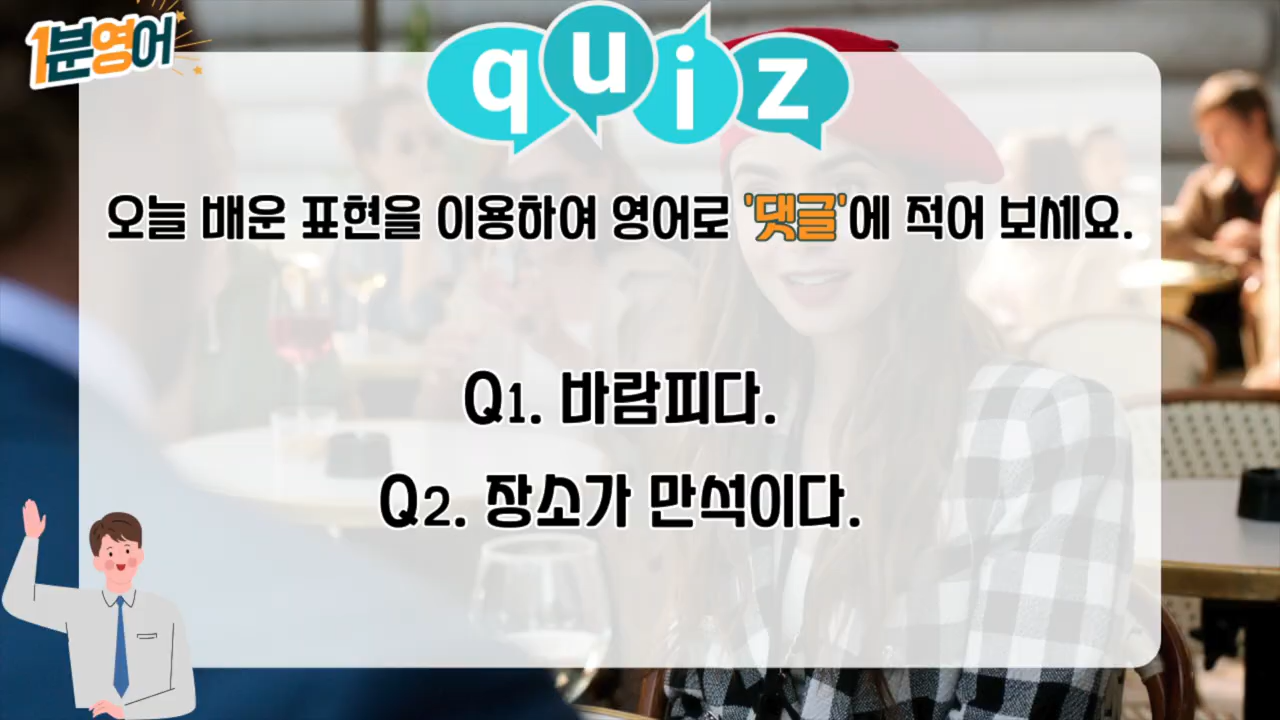 1분영어
quiz
오늘 배운 표현을 이용하여 영어로 '댓글'에 적어 보세요.
Q1. 바람피다.
Q2. 장소가 만석이다.